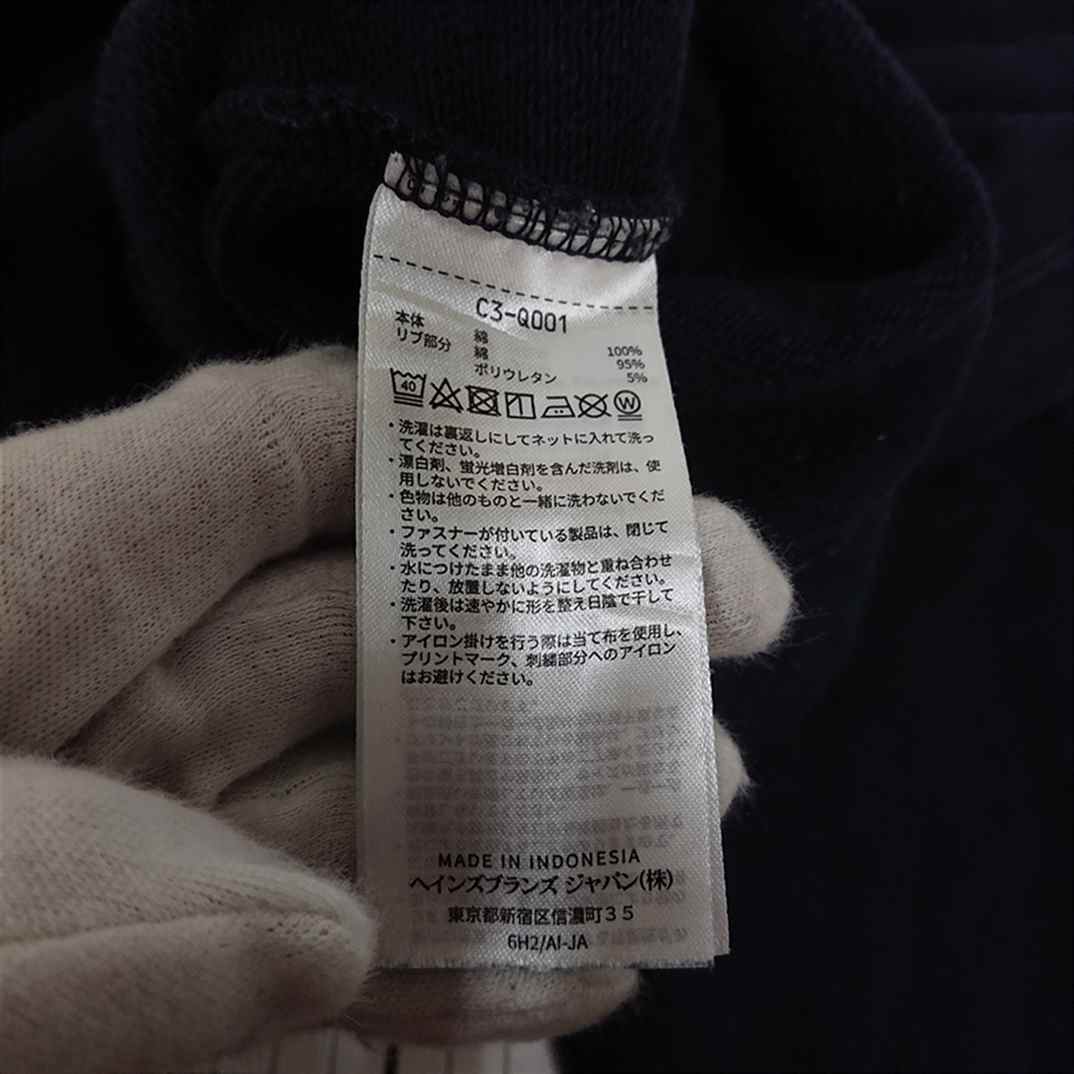 C3-Q001
本体 綿 100%
リブ部分 綿 95%
ポリウレタン 5%
40 W
・洗濯は裏返しにしてネットに入れて洗っ
てください。
・漂白剤、蛍光増白剤を含んだ洗剤は、使
用しないでください。
・色物は他のものと一緒に洗わないでくだ
さい。
・ファスナーが付いている製品は、閉じて
洗ってください。
・水につけたまま他の洗濯物と重ね合わせ
たり、放置しないようにしてください。
・洗濯後は速やかに形を整え日陰で干して
下さい。
・アイロン掛けを行う際は当て布を使用し、
プリントマーク、刺繍部分へのアイロン
はお避けください。
MADE IN INDONESIA
ヘインズブランズ ジャパン(株)
東京都新宿区信濃町35
6H2/AI-JA